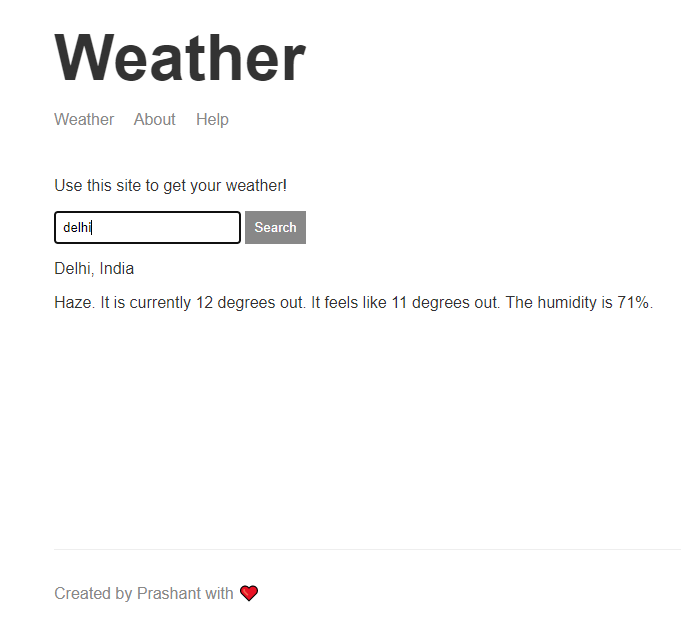 Weather
Weather About Help
Use this site to get your weather!
delhi Search
Delhi, India
Haze. It is currently 12 degrees out. It feels like 11 degrees out. The humidity is 71%.
Created by Prashant with ❤️